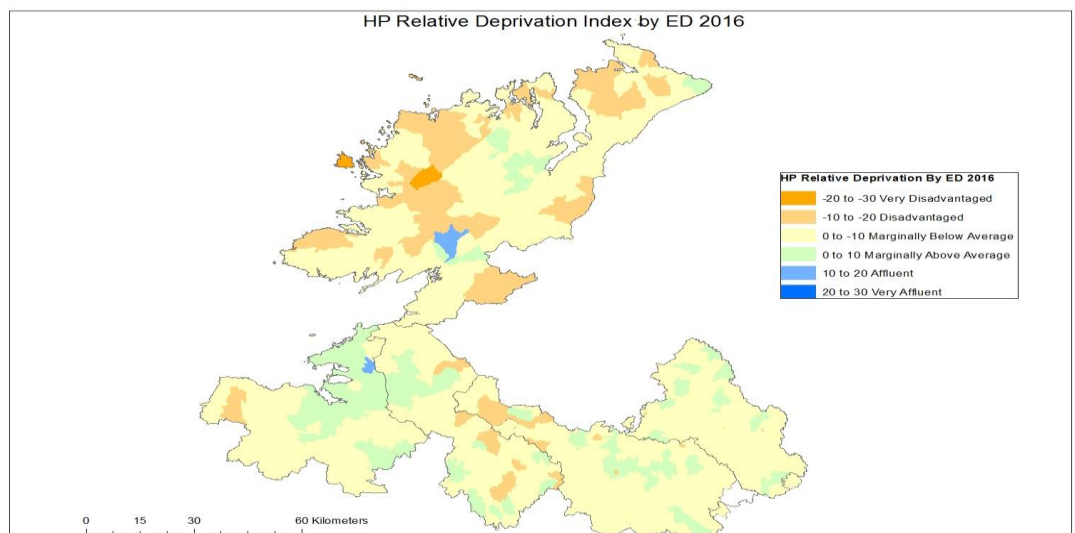 HP Relative Deprivation Index by ED 2016
HP Relative Deprivation By ED 2016
-20 to -30 Very Disadvantaged
-10 to -20 Disadvantaged
0 to -10 Marginally Below Average
0 to 10 Marginally Above Average
10 to 20 Affluent
20 to 30 Very Affluent
0 15 30 60 Kilometers